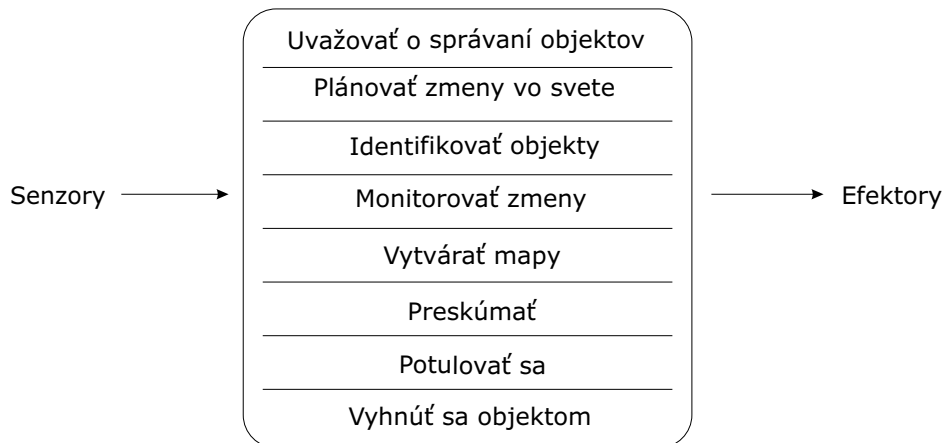 Uvažovať o správaní objektov
Plánovať zmeny vo svete
Identifikovať objekty
Senzory
Monitorovať zmeny
Efektory
Vytvárať mapy
Preskúmať
Potulovať sa
Vyhnúť sa objektom